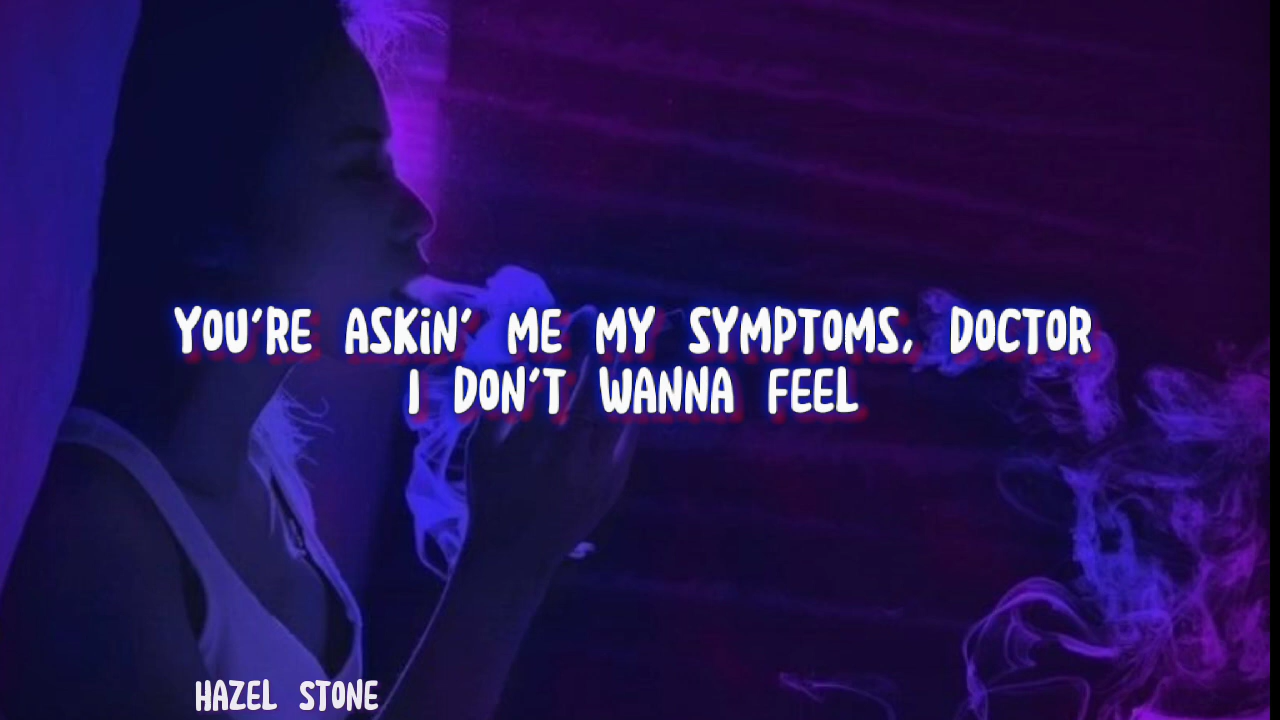 YOU'RE ASKiN' ME MY SYMPTOMS, DOCTOR
I DON'T WANNA FEEL
HAZEL STONE